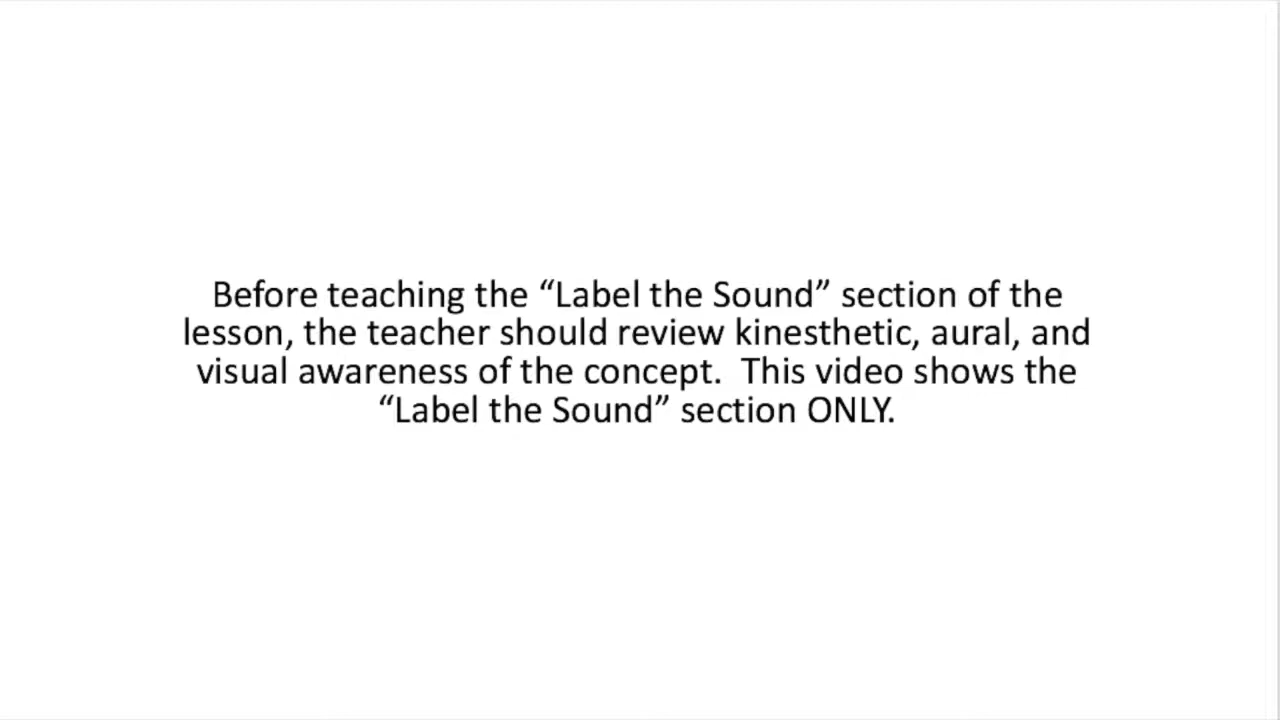 Before teaching the “Label the Sound” section of the
lesson, the teacher should review kinesthetic, aural, and
visual awareness of the concept.  This video shows the
“Label the Sound” section ONLY.